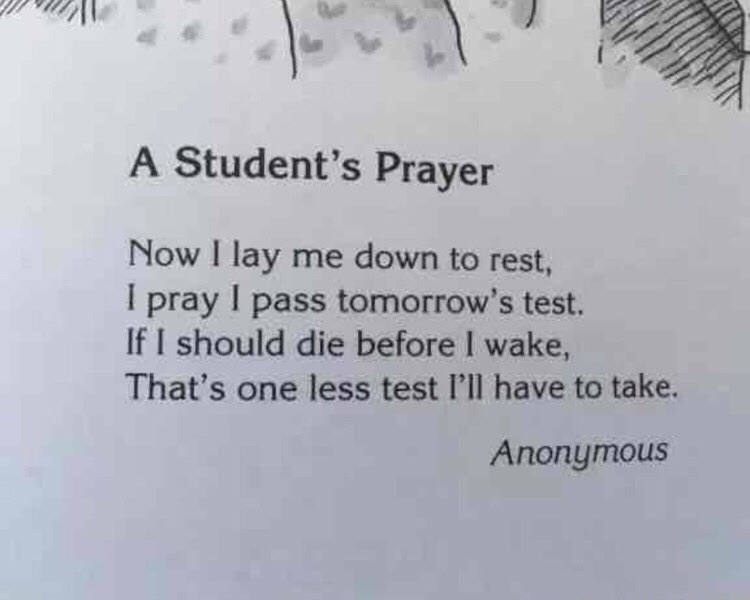 A Student's Prayer
Now I lay me down to rest,
I pray I pass tomorrow's test.
If I should die before I wake,
That's one less test I'll have to take.
Anonymous